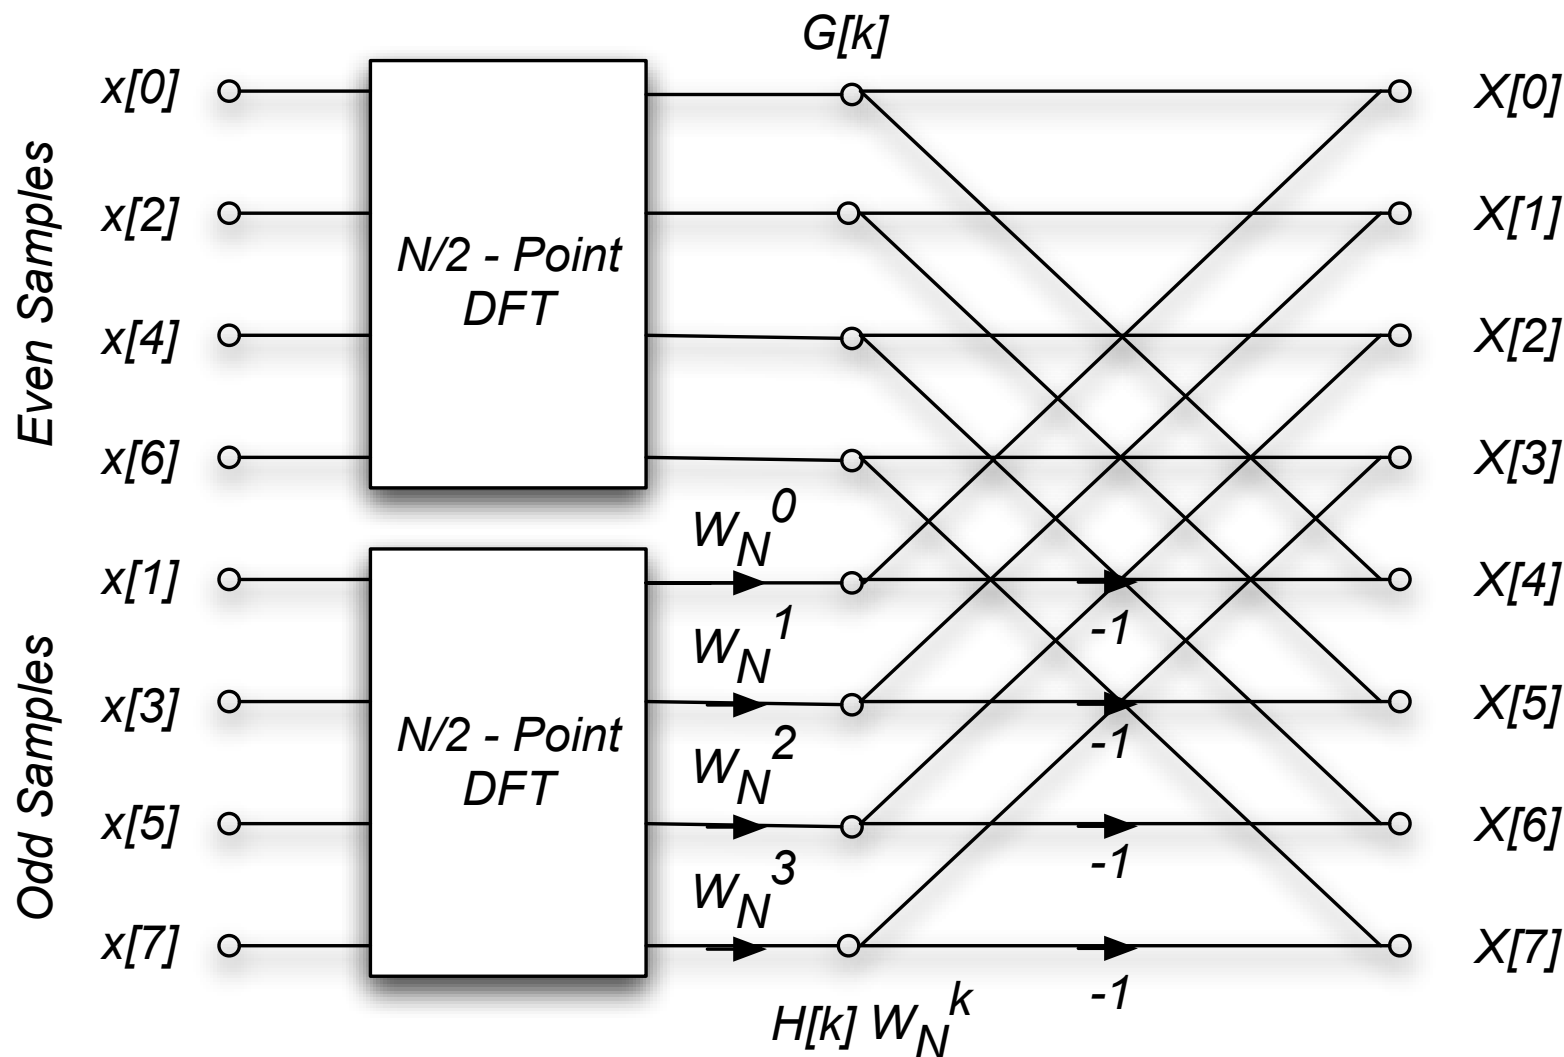 G[k]
Even Samples
x[0]
x[2]
x[4]
x[6]
N/2 - Point
DFT
X[0]
X[1]
X[2]
X[3]
Odd Samples
x[1]
x[3]
x[5]
x[7]
N/2 - Point
DFT
W_N^0
W_N^1
W_N^2
W_N^3
-1
-1
-1
-1
X[4]
X[5]
X[6]
X[7]
H[k] W_N^k